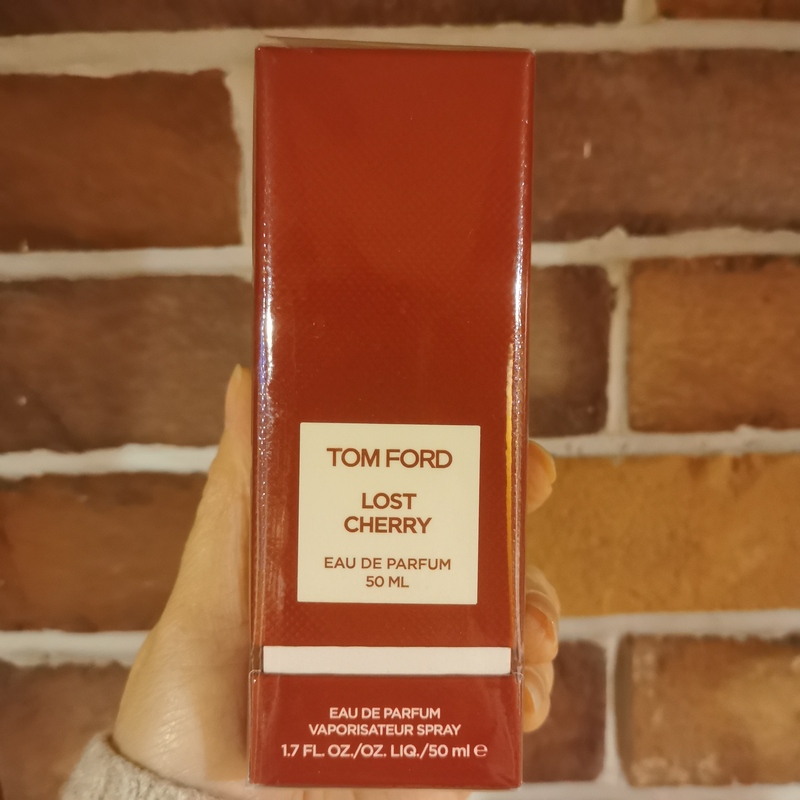 TOM FORD
LOST
CHERRY
EAU DE PARFUM
50 ML
EAU DE PARFUM
VAPORISATEUR SPRAY
1.7 FL. OZ./OZ. LIQ./50 ml ℮